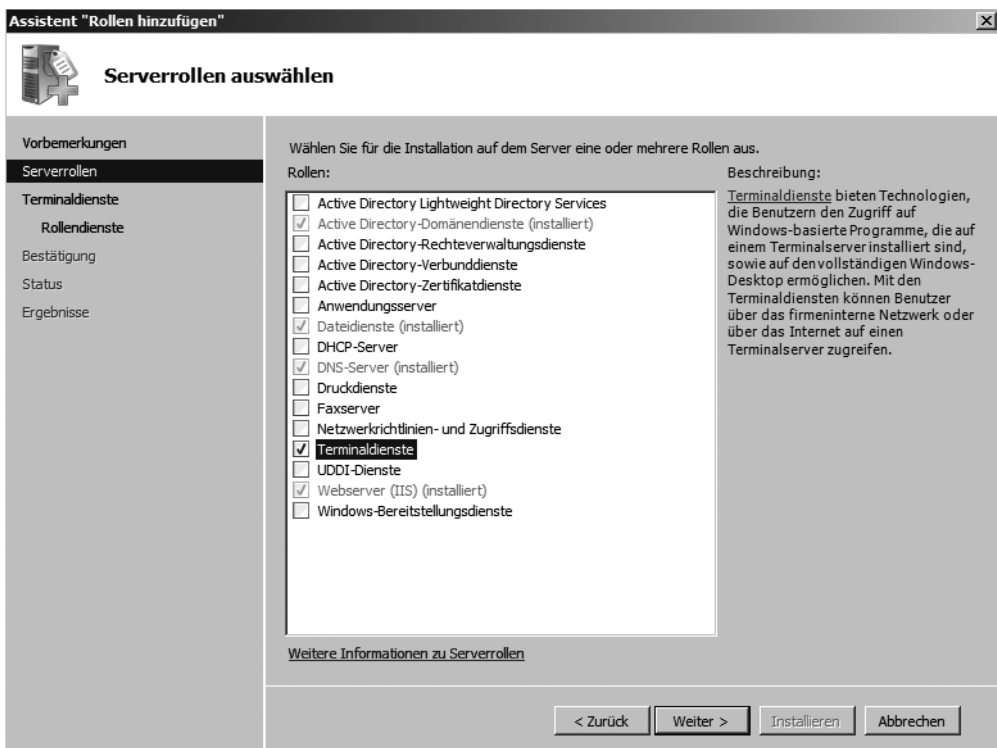 Assistent "Rollen hinzufügen"
Serverrollen auswählen
Vorbemerkungen
Serverrollen
Terminaldienste
Rollendienste
Bestätigung
Status
Ergebnisse
Wählen Sie für die Installation auf dem Server eine oder mehrere Rollen aus.
Rollen:
Active Directory Lightweight Directory Services
Active Directory-Domänendienste (installiert)
Active Directory-Rechteverwaltungsdienste
Active Directory-Verbunddienste
Active Directory-Zertifikatdienste
Anwendungsserver
Dateidienste (installiert)
DHCP-Server
DNS-Server (installiert)
Druckdienste
Faxserver
Netzwerkrichtlinien- und Zugriffsdienste
Terminaldienste
UDDI-Dienste
Webserver (IIS) (installiert)
Windows-Bereitstellungsdienste
Weitere Informationen zu Serverrollen
Beschreibung:
Terminaldienste bieten Technologien,
die Benutzern den Zugriff auf
Windows-basierte Programme, die auf
einem Terminalserver installiert sind,
sowie auf den vollständigen Windows-
Desktop ermöglichen. Mit den
Terminaldiensten können Benutzer
über das firmeninterne Netzwerk oder
über das Internet auf einen
Terminalserver zugreifen.
< Zurück
Weiter >
Installieren
Abbrechen